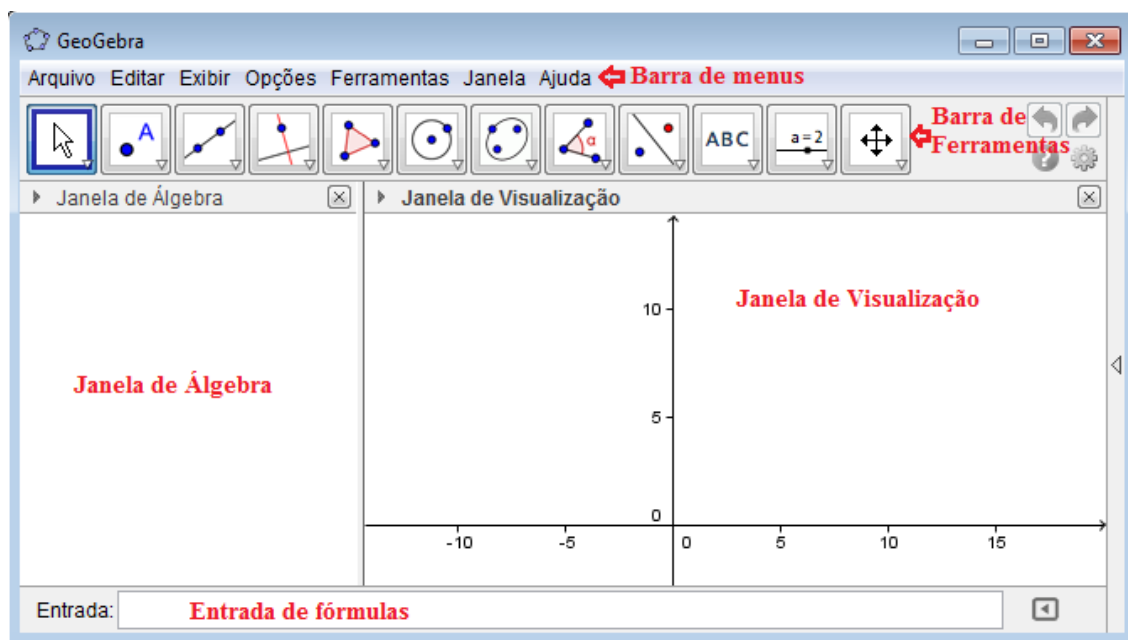 GeoGebra
Arquivo Editar Exibir Opções Ferramentas Janela Ajuda Barra de menus
A α ABC a=2 Barra de Ferramentas
Janela de Álgebra Janela de Visualização
Janela de Visualização
10
Janela de Álgebra
5
0
-10 -5 0 5 10 15
Entrada: Entrada de fórmulas